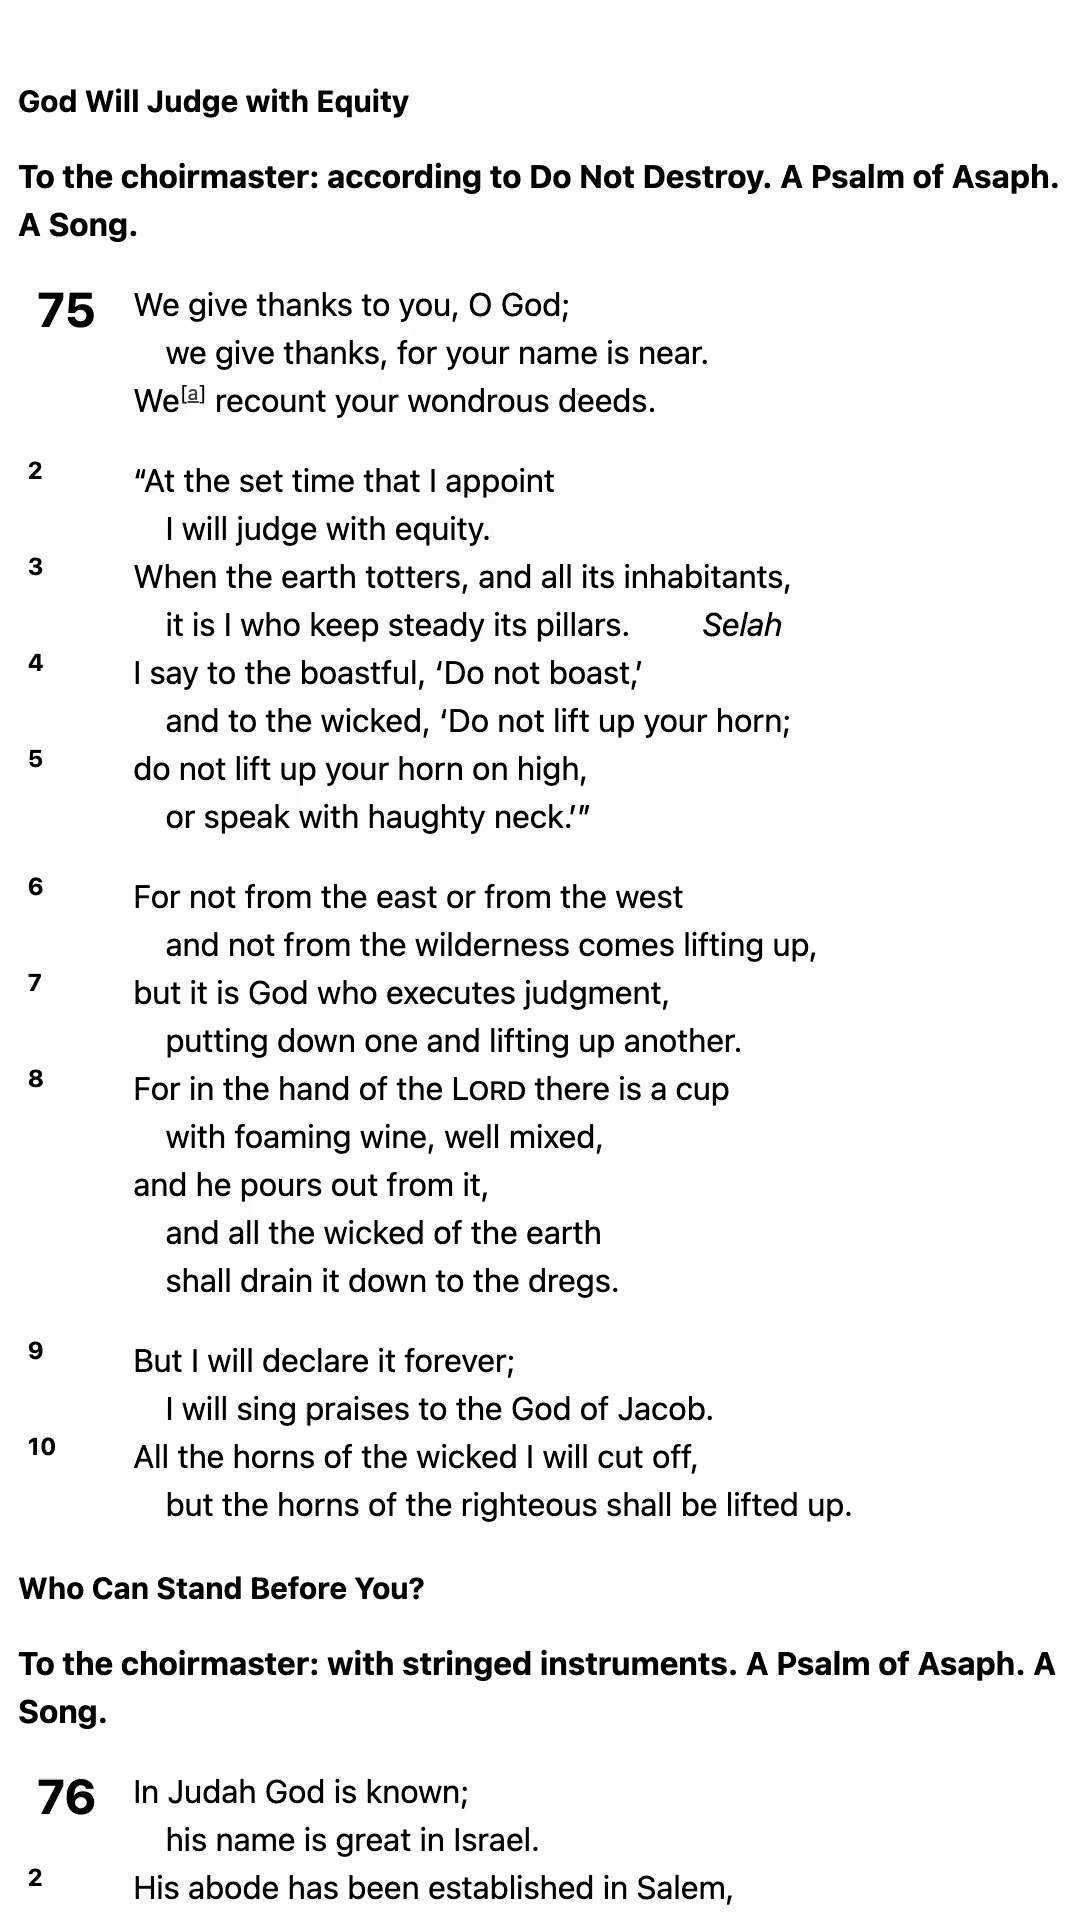 God Will Judge with Equity
To the choirmaster: according to Do Not Destroy. A Psalm of Asaph.
A Song.
75 We give thanks to you, O God;
we give thanks, for your name is near.
We[a] recount your wondrous deeds.
2 “At the set time that I appoint
I will judge with equity.
3 When the earth totters, and all its inhabitants,
it is I who keep steady its pillars. Selah
4 I say to the boastful, ‘Do not boast,’
and to the wicked, ‘Do not lift up your horn;
5 do not lift up your horn on high,
or speak with haughty neck.’”
6 For not from the east or from the west
and not from the wilderness comes lifting up,
7 but it is God who executes judgment,
putting down one and lifting up another.
8 For in the hand of the LORD there is a cup
with foaming wine, well mixed,
and he pours out from it,
and all the wicked of the earth
shall drain it down to the dregs.
9 But I will declare it forever;
I will sing praises to the God of Jacob.
10 All the horns of the wicked I will cut off,
but the horns of the righteous shall be lifted up.
Who Can Stand Before You?
To the choirmaster: with stringed instruments. A Psalm of Asaph. A
Song.
76 In Judah God is known;
his name is great in Israel.
2 His abode has been established in Salem,